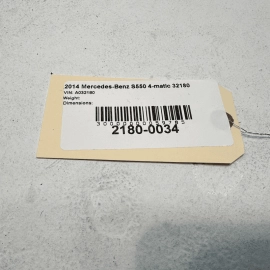 2014 Mercedes-Benz S550 4-matic 32180
VIN: A032180
Weight:
Dimensions:
2180-0034